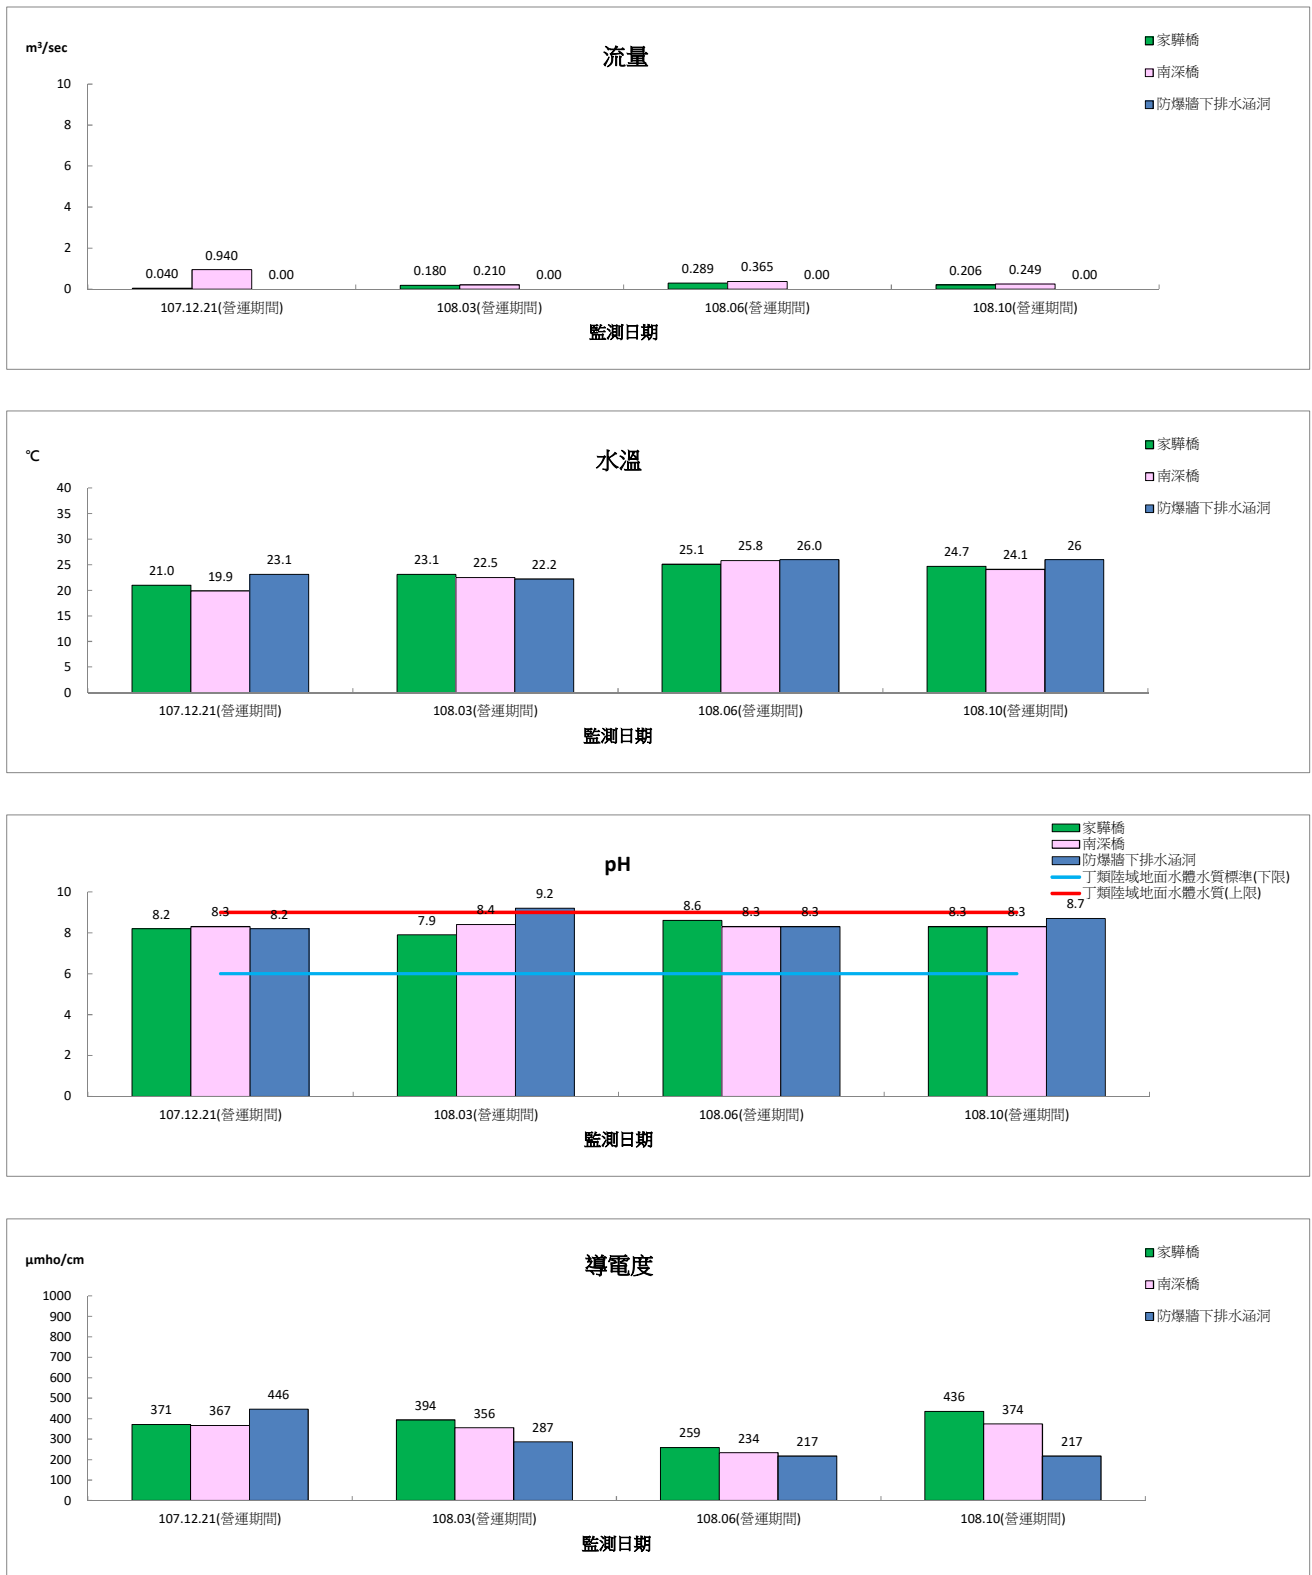 m³/sec
流量
家驊橋
南深橋
防爆牆下排水涵洞
10
8
6
4
2
0
0.040
0.940
0.00
0.180
0.210
0.00
0.289
0.365
0.00
0.206
0.249
0.00
107.12.21(營運期間)
108.03(營運期間)
108.06(營運期間)
108.10(營運期間)
監測日期
℃
水溫
家驊橋
南深橋
防爆牆下排水涵洞
40
35
30
25
20
15
10
5
0
21.0
19.9
23.1
23.1
22.5
22.2
25.1
25.8
26.0
24.7
24.1
26
107.12.21(營運期間)
108.03(營運期間)
108.06(營運期間)
108.10(營運期間)
監測日期
pH
家驊橋
南深橋
防爆牆下排水涵洞
丁類陸域地面水體水質標準(下限)
丁類陸域地面水體水質(上限)
10
8
6
4
2
0
8.2
8.3
8.2
7.9
8.4
9.2
8.6
8.3
8.3
8.3
8.3
8.7
107.12.21(營運期間)
108.03(營運期間)
108.06(營運期間)
108.10(營運期間)
監測日期
μmho/cm
導電度
家驊橋
南深橋
防爆牆下排水涵洞
1000
900
800
700
600
500
400
300
200
100
0
371
367
446
394
356
287
259
234
217
436
374
217
107.12.21(營運期間)
108.03(營運期間)
108.06(營運期間)
108.10(營運期間)
監測日期